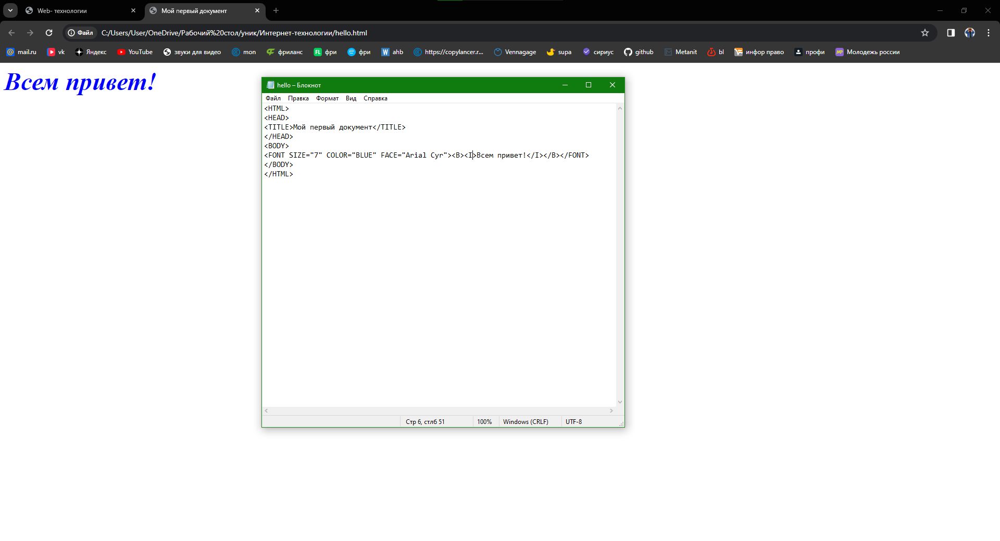 Web- технологии
Мой первый документ
Файл C:/Users/User/OneDrive/Рабочий%20стол/уник/Интернет-технологии/hello.html
mail.ru vk Яндекс YouTube звуки для видео mon фриланс FL фри фри W ahb https://copylancer.r... Vennagage supa сириус github Metanit bl инфор право профи MP Молодежь россии
Всем привет!
hello – Блокнот
Файл Правка Формат Вид Справка
<HTML>
<HEAD>
<TITLE>Мой первый документ</TITLE>
</HEAD>
<BODY>
<FONT SIZE="7" COLOR="BLUE" FACE="Arial Cyr"><B><I>Всем привет!</I></B></FONT>
</BODY>
</HTML>
Стр 6, стлб 51 100% Windows (CRLF) UTF-8